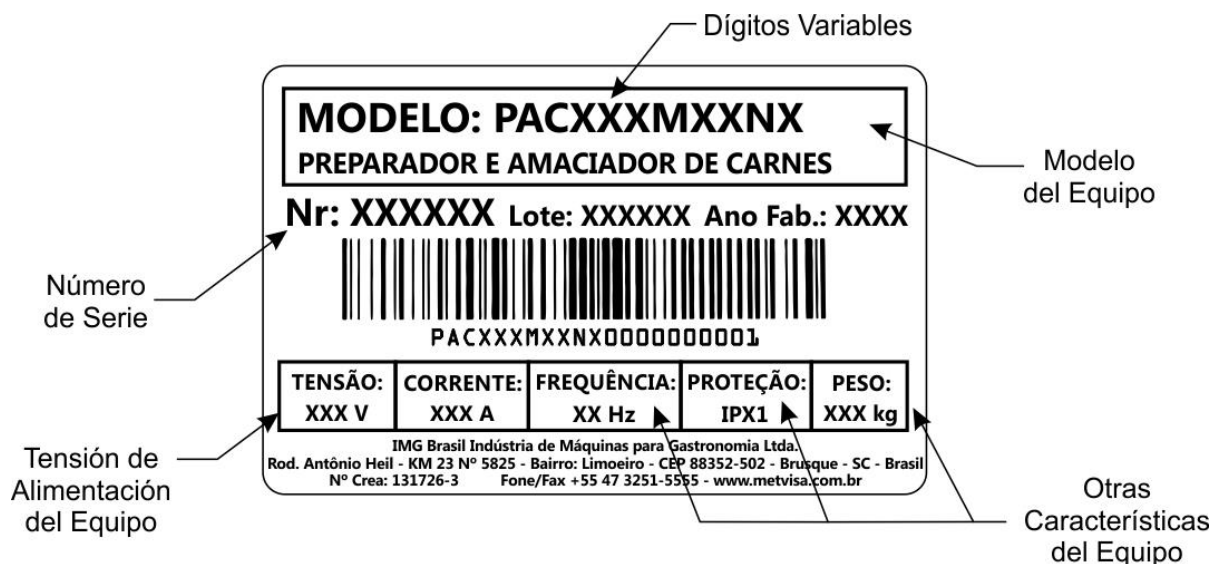 Dígitos Variables
MODELO: PACXXXMXXNX
PREPARADOR E AMACIADOR DE CARNES
Modelo
del Equipo
Nr: XXXXXX Lote: XXXXXX Ano Fab.: XXXX
Número
de Serie
PACXXXMXXNX0000000001
TENSÃO: CORRENTE: FREQUÊNCIA: PROTEÇÃO: PESO:
XXX V XXX A XX Hz IPX1 XXX kg
IMG Brasil Indústria de Máquinas para Gastronomia Ltda.
Rod. Antônio Heil - KM 23 Nº 5825 - Bairro: Limoeiro - CEP 88352-502 - Brusque - SC - Brasil
Nº Crea: 131726-3 Fone/Fax +55 47 3251-5555 - www.metvisa.com.br
Tensión de
Alimentación
del Equipo
Otras
Características
del Equipo